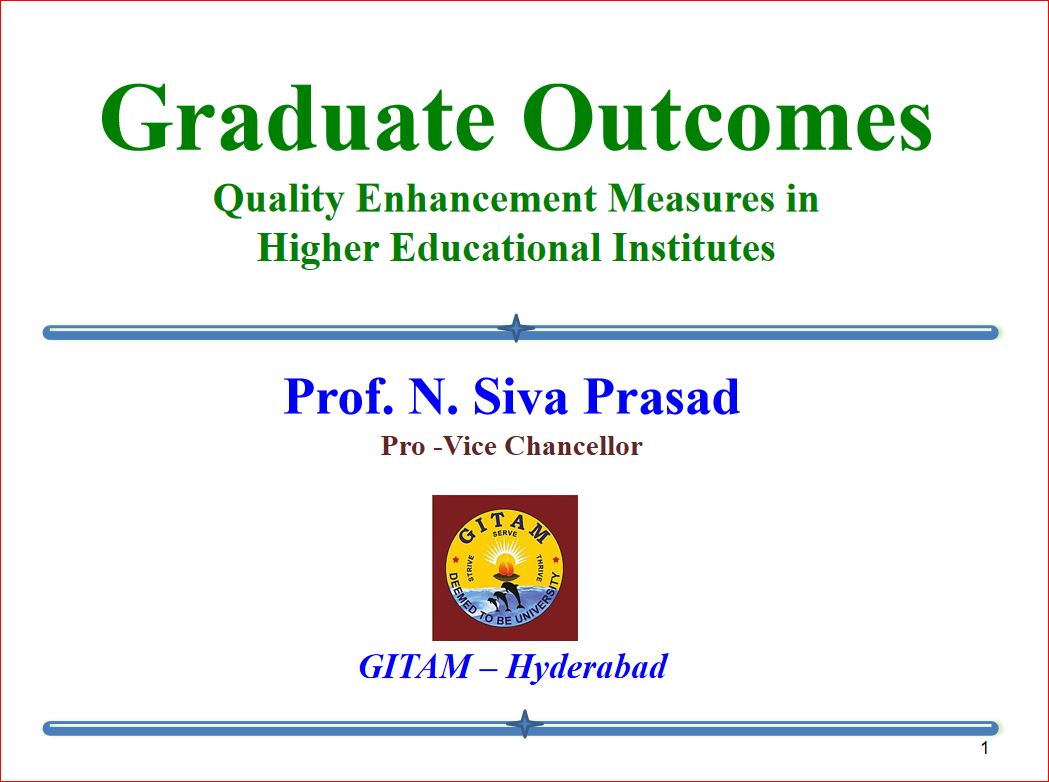 Graduate Outcomes
Quality Enhancement Measures in
Higher Educational Institutes
Prof. N. Siva Prasad
Pro -Vice Chancellor
GITAM
SERVE
STRIVE
THRIVE
DEEMED TO BE UNIVERSITY
GITAM – Hyderabad
1